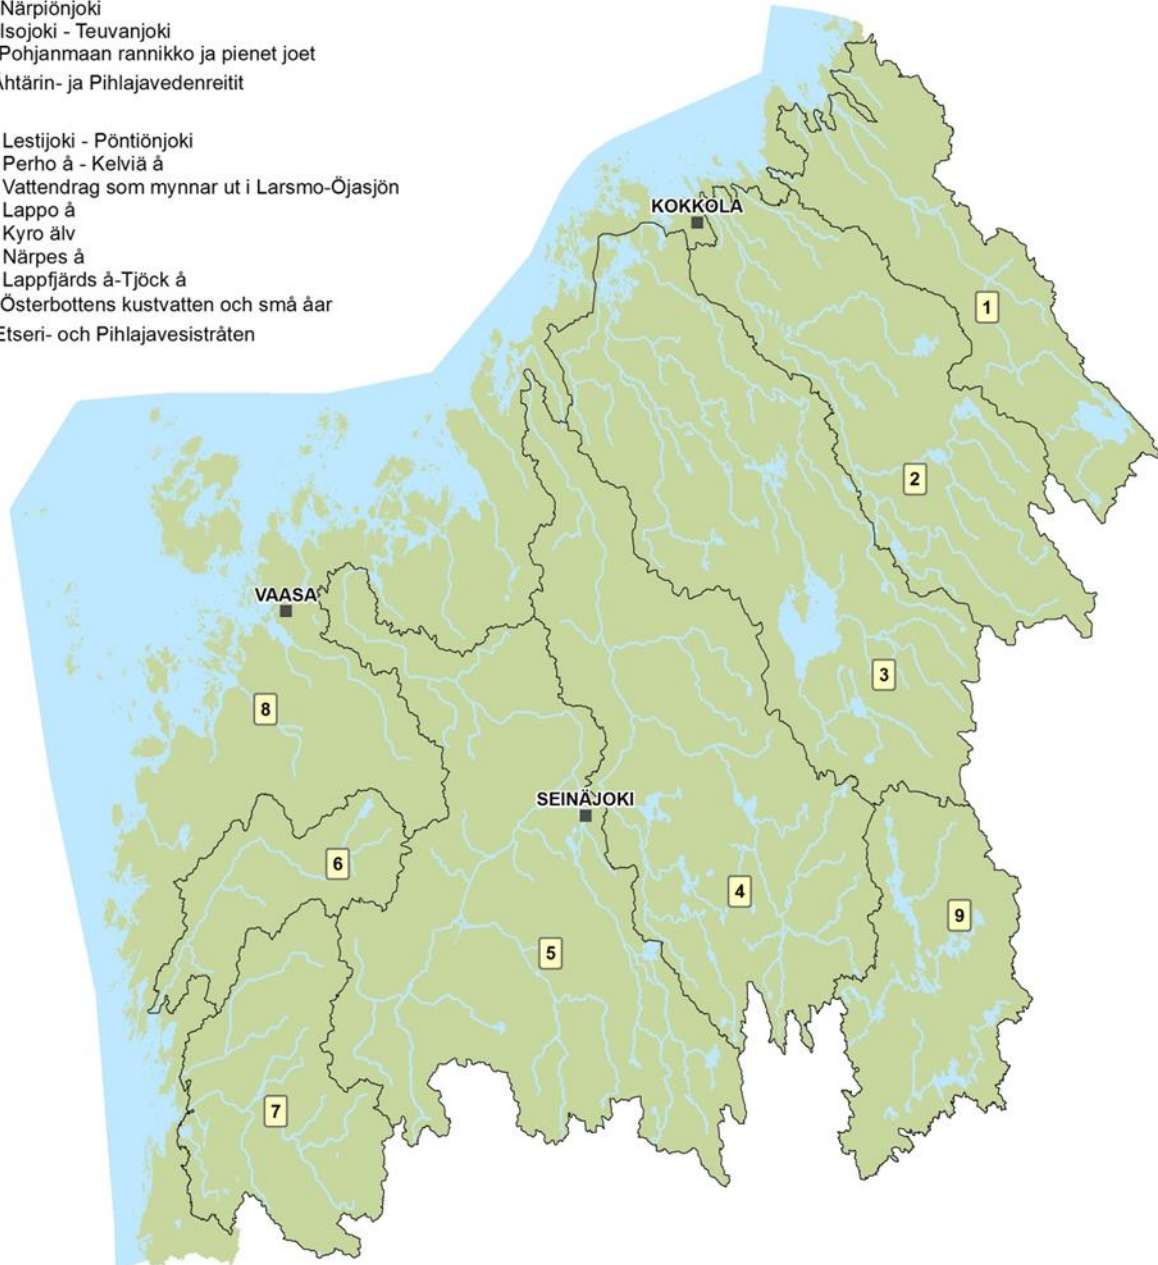 Närpiönjoki
Isojoki - Teuvanjoki
Pohjanmaan rannikko ja pienet joet
Ähtärin- ja Pihlajavedenreitit
Lestijoki - Pöntiönjoki
Perho å - Kelviä å
Vattendrag som mynnar ut i Larsmo-Öjasjön
Lappo å
Kyro älv
Närpes å
Lappfjärds å-Tjöck å
Österbottens kustvatten och små åar
Etseri- och Pihlajavesistråten
KOKKOLA
1
2
VAASA
3
8
SEINÄJOKI
6
4
9
5
7